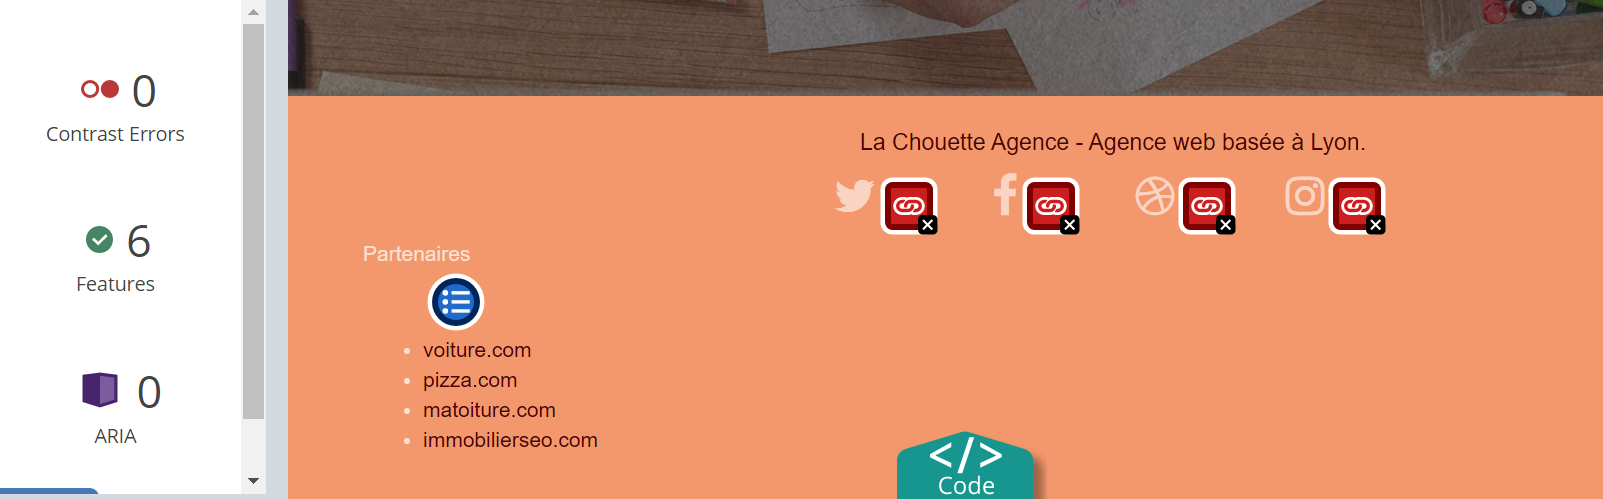 0
Contrast Errors
6
Features
0
ARIA
La Chouette Agence - Agence web basée à Lyon.
Partenaires
voiture.com
pizza.com
matoiture.com
immobilierseo.com
</>
Code